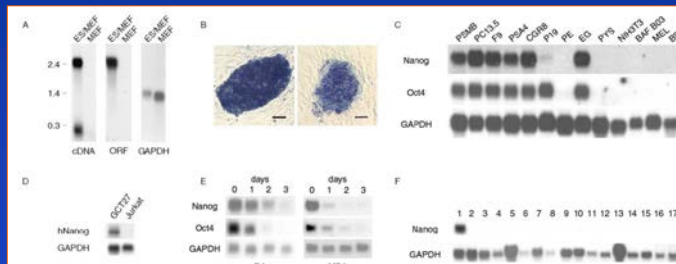 A
ES/MEF MEF ES/MEF MEF ES/MEF MEF
2.4
1.4
0.3
cDNA ORF GAPDH
B
C
PSMB PC13.5 F9 PSA4 CGR8 P19 PE EG PYS NIH3T3 BAF B03 MEL
Nanog
Oct4
GAPDH
D
GCT27 Jurkat
hNanog
GAPDH
E
days days
0 1 2 3 0 1 2 3
Nanog
Oct4
GAPDH
F
1 2 3 4 5 6 7 8 9 10 11 12 13 14 15 16 17
Nanog
GAPDH